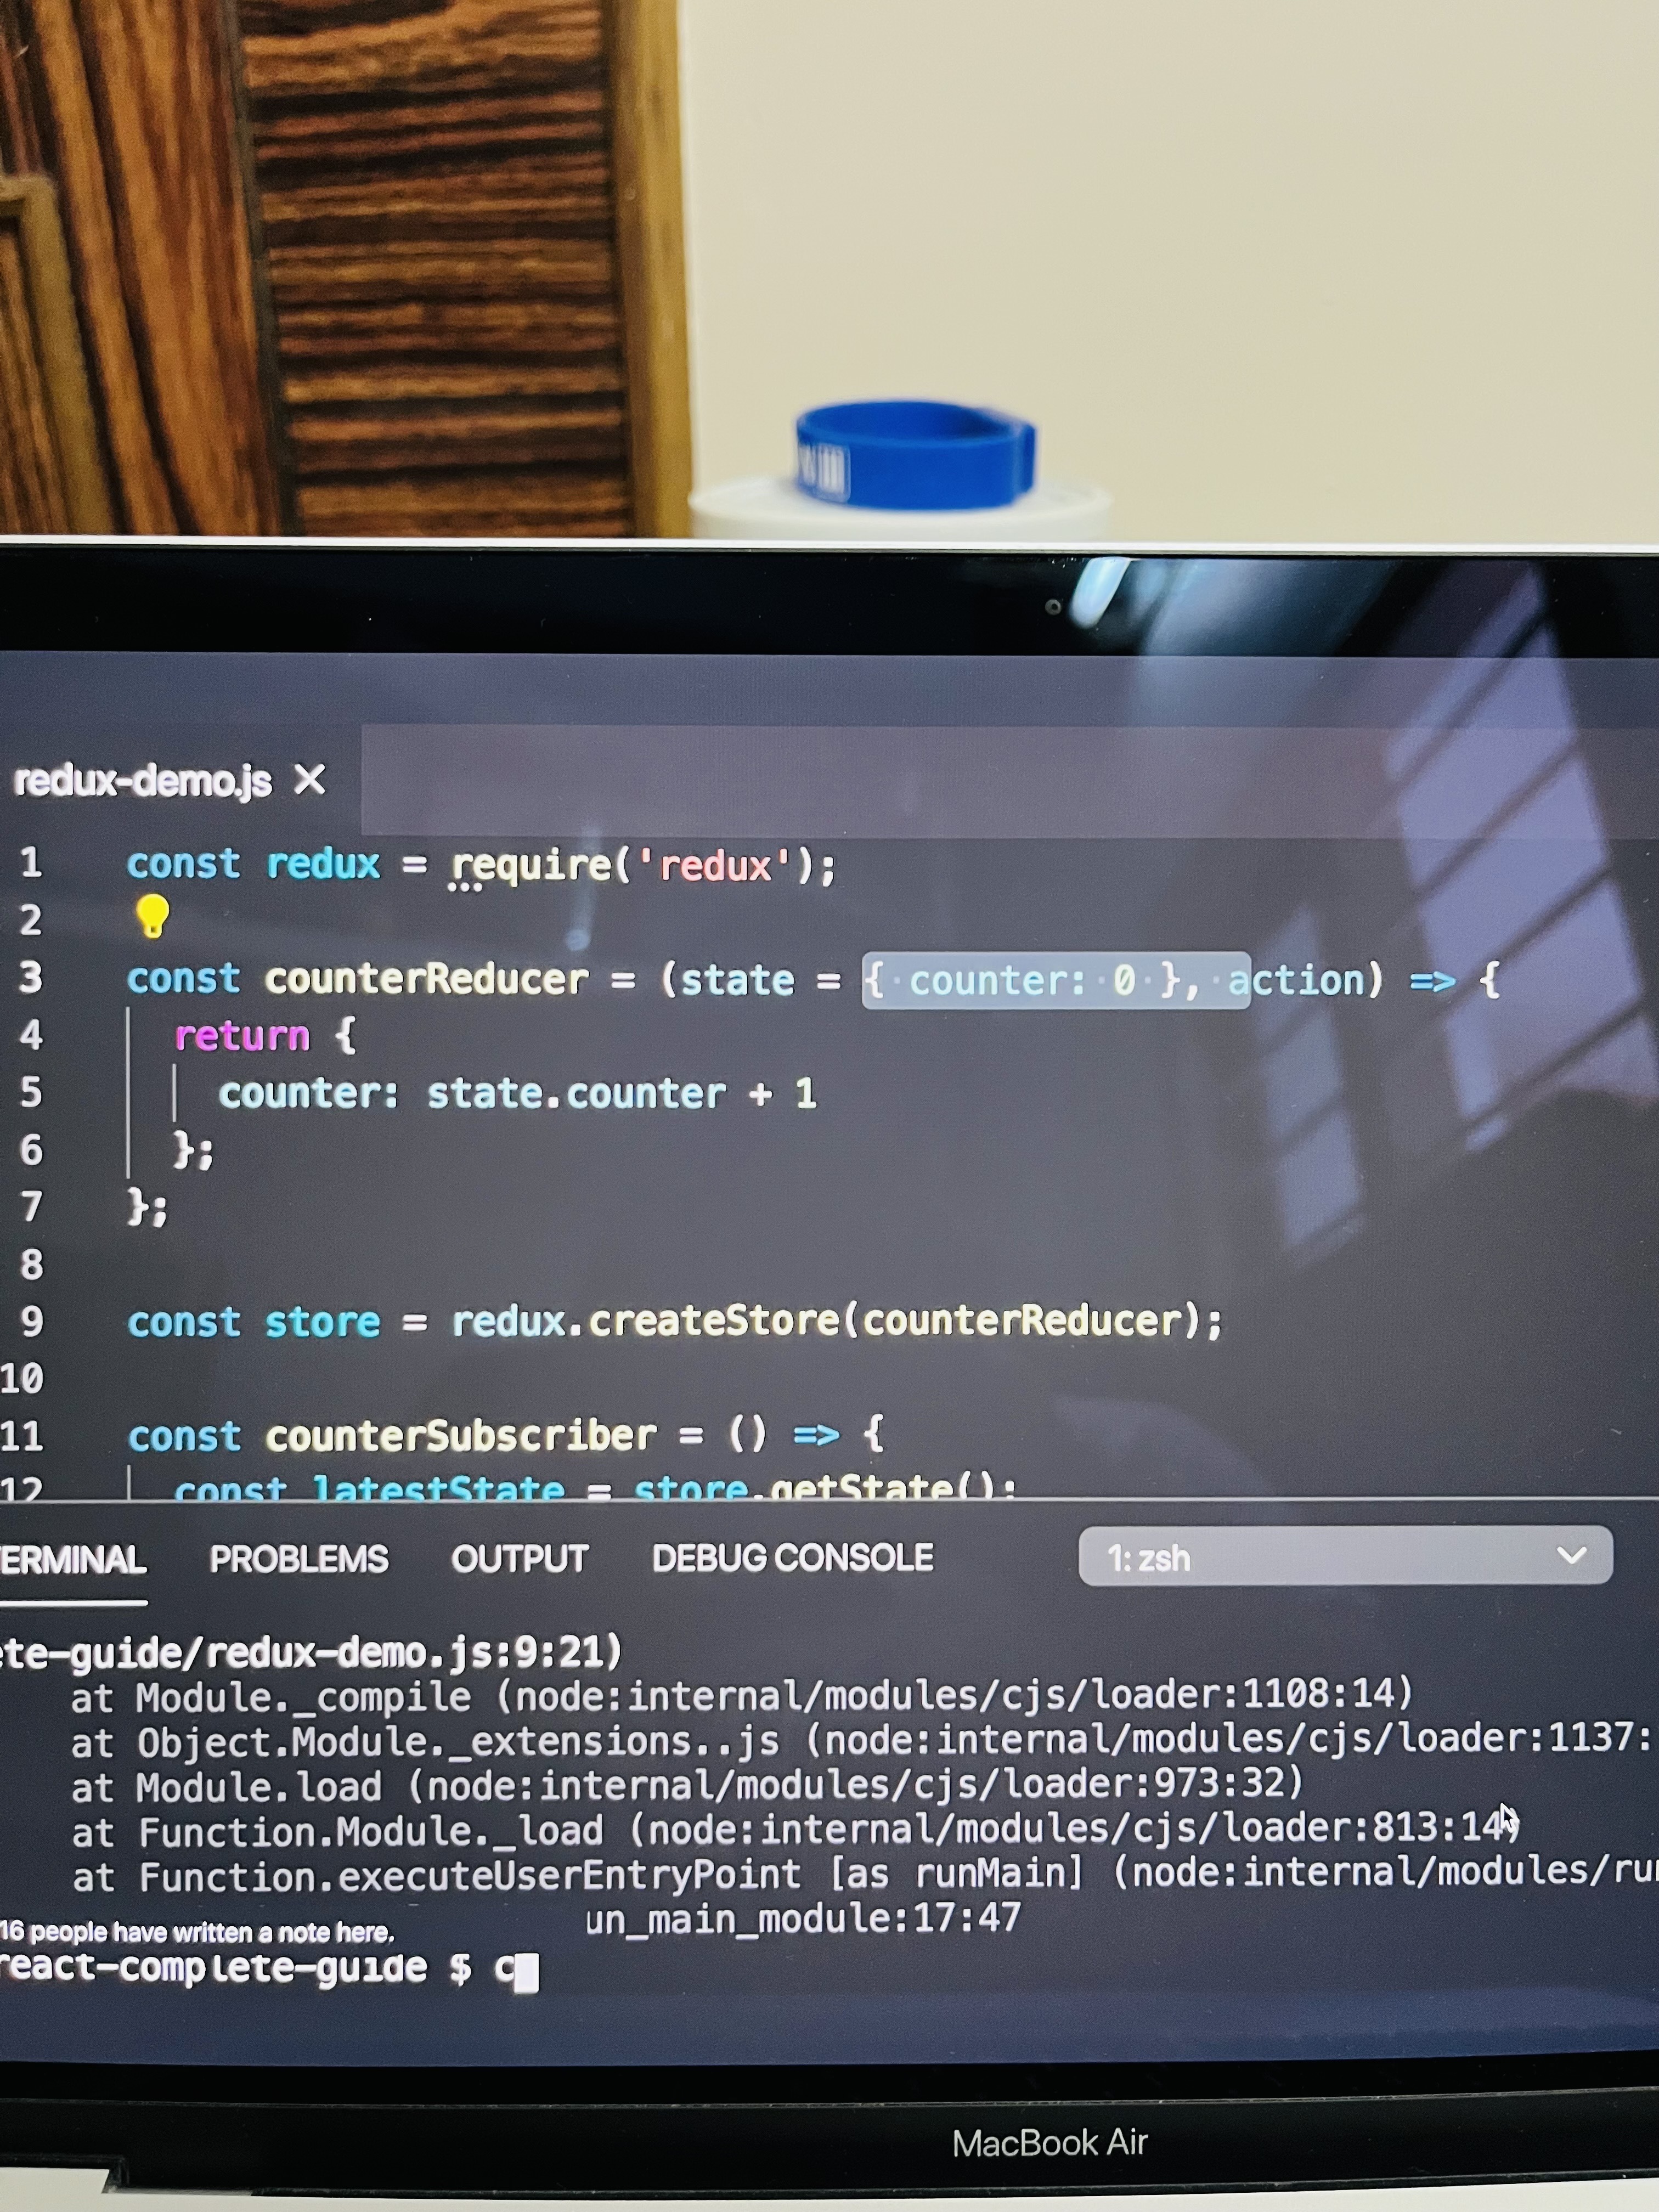 redux-demo.js
1 const redux = require('redux');
2
3 const counterReducer = (state = { counter: 0 }, action) => {
4 return {
5 counter: state.counter + 1
6 };
7 };
8
9 const store = redux.createStore(counterReducer);
10
11 const counterSubscriber = () => {
12 const latestState = store.getState();
ERMINAL PROBLEMS OUTPUT DEBUG CONSOLE 1: zsh
te-guide/redux-demo.js:9:21)
at Module._compile (node:internal/modules/cjs/loader:1108:14)
at Object.Module._extensions..js (node:internal/modules/cjs/loader:1137:
at Module.load (node:internal/modules/cjs/loader:973:32)
at Function.Module._load (node:internal/modules/cjs/loader:813:14)
at Function.executeUserEntryPoint [as runMain] (node:internal/modules/ru
un_main_module:17:47
16 people have written a note here.
react-complete-guide $ c
MacBook Air